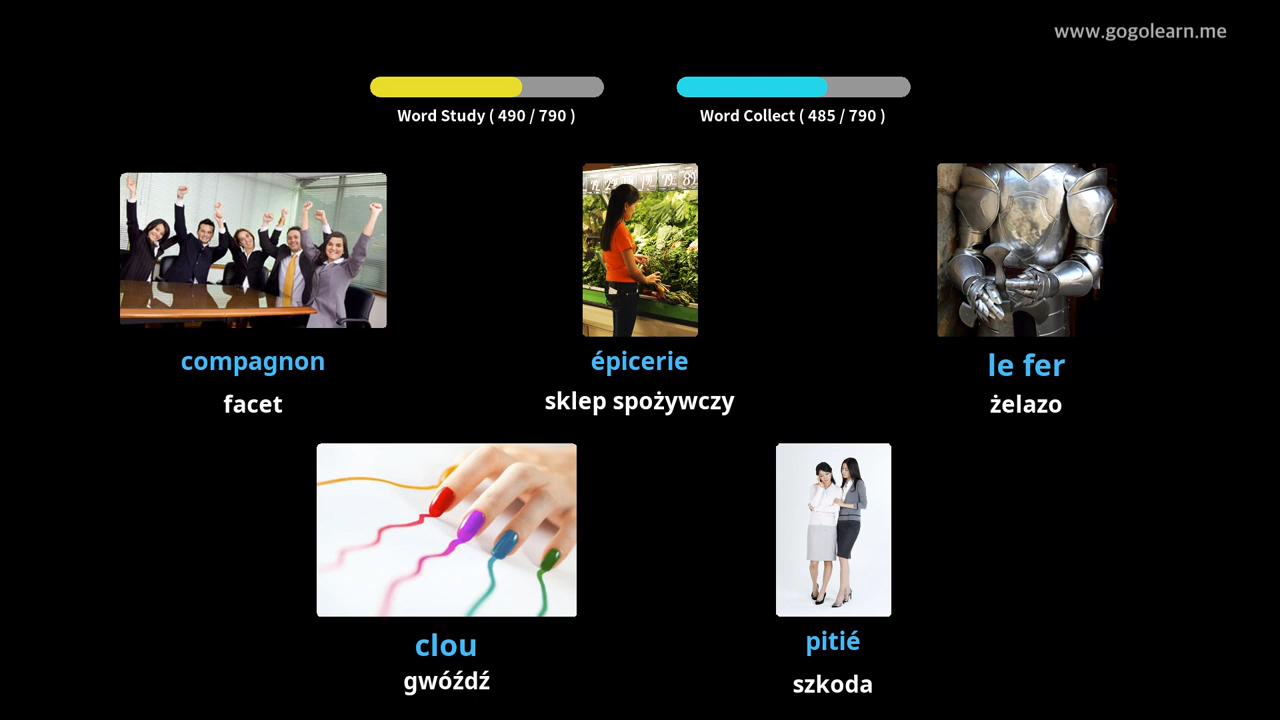 www.gogolearn.me
Word Study ( 490 / 790 )
Word Collect ( 485 / 790 )
compagnon
facet
épicerie
sklep spożywczy
le fer
żelazo
clou
gwóźdź
pitié
szkoda